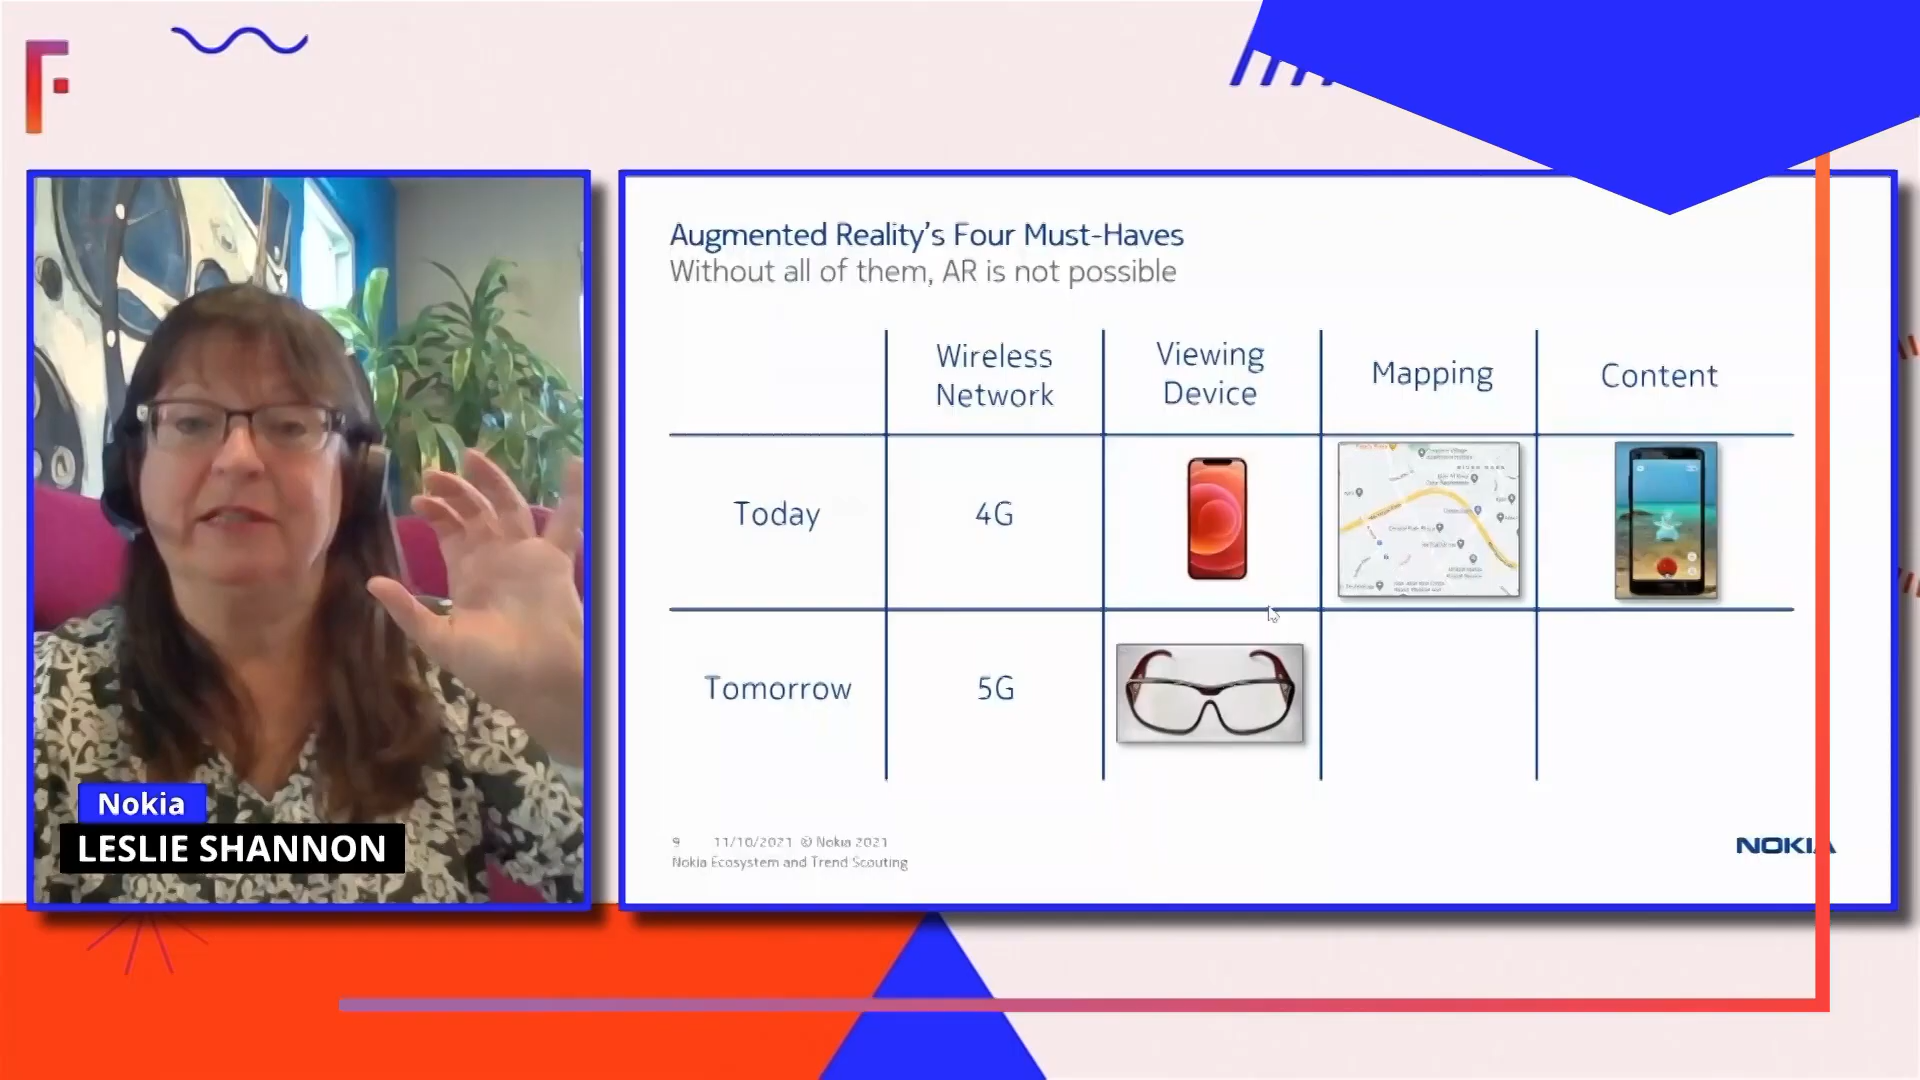 F.
Nokia
LESLIE SHANNON
Augmented Reality's Four Must-Haves
Without all of them, AR is not possible
Wireless
Network
Viewing
Device
Mapping
Content
Today
4G
Tomorrow
5G
9 11/10/2021 © Nokia 2021
Nokia Ecosystem and Trend Scouting
NOKIA